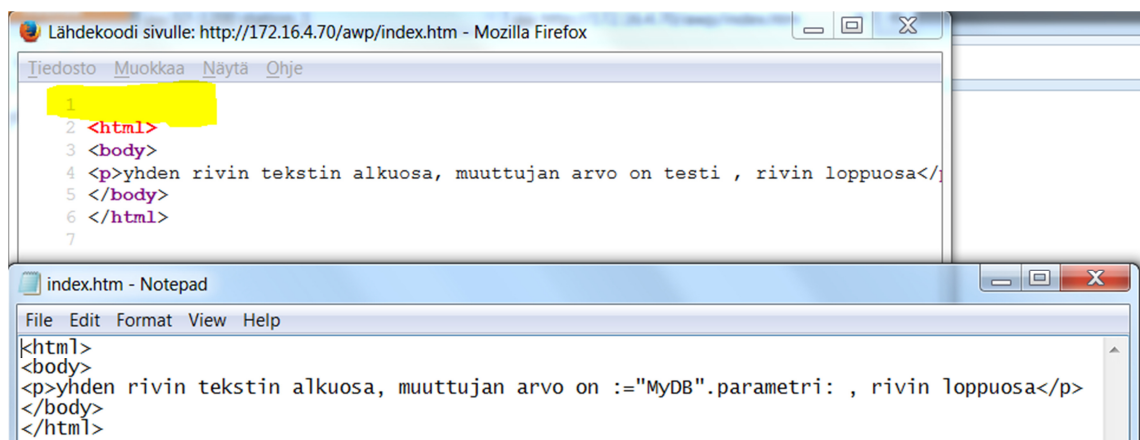 Lähdekoodi sivulle: http://172.16.4.70/awp/index.htm - Mozilla Firefox
Tiedosto Muokkaa Näytä Ohje
1
2 <html>
3 <body>
4 <p>yhden rivin tekstin alkuosa, muuttujan arvo on testi , rivin loppuosa</
5 </body>
6 </html>
7
index.htm - Notepad
File Edit Format View Help
<html>
<body>
<p>yhden rivin tekstin alkuosa, muuttujan arvo on :="MyDB".parametri: , rivin loppuosa</p>
</body>
</html>